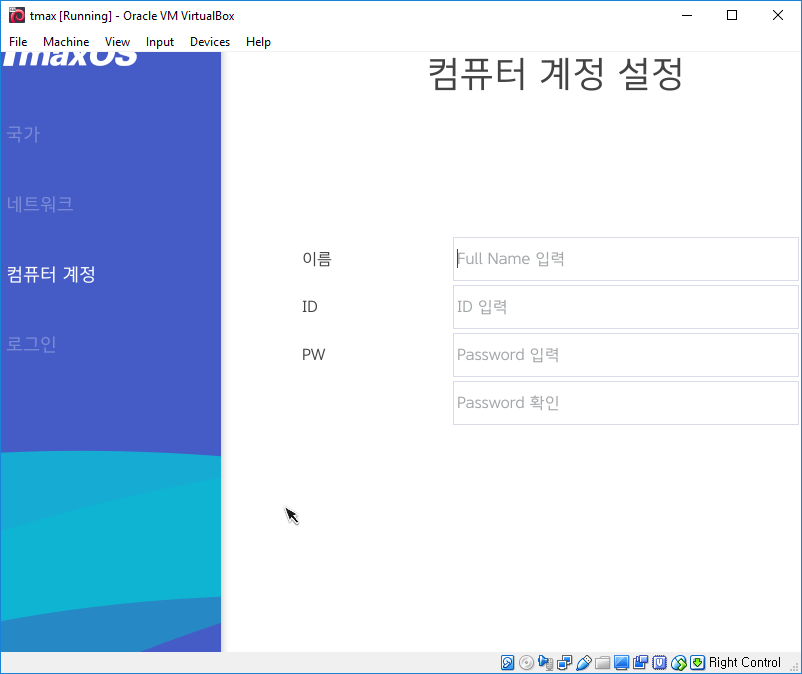 tmax [Running] - Oracle VM VirtualBox
File Machine View Input Devices Help
TmaxOS
컴퓨터 계정 설정
국가
네트워크
컴퓨터 계정
로그인
이름 Full Name 입력
ID ID 입력
PW Password 입력
Password 확인
Right Control